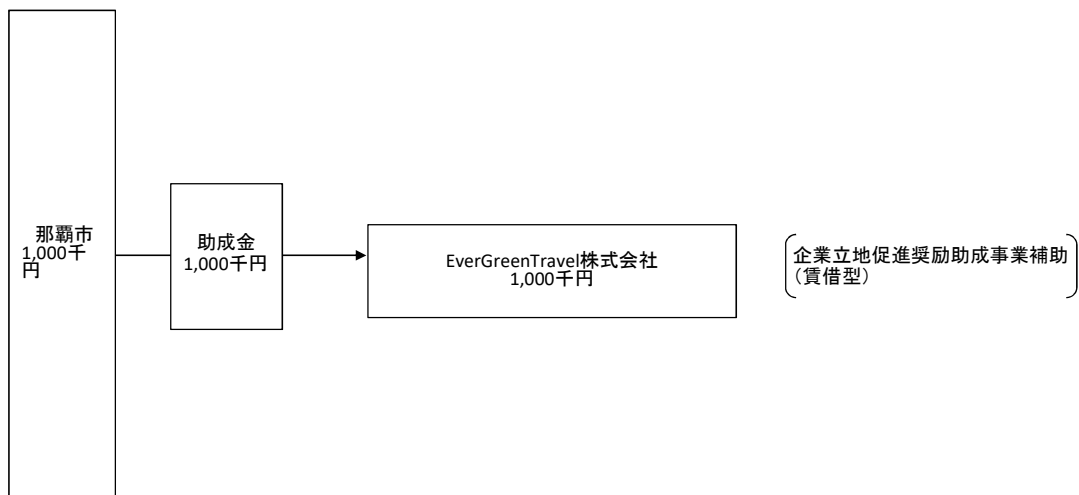 那覇市
1,000千
円
助成金
1,000千円
EverGreenTravel株式会社
1,000千円
企業立地促進奨励助成事業補助
（賃借型）